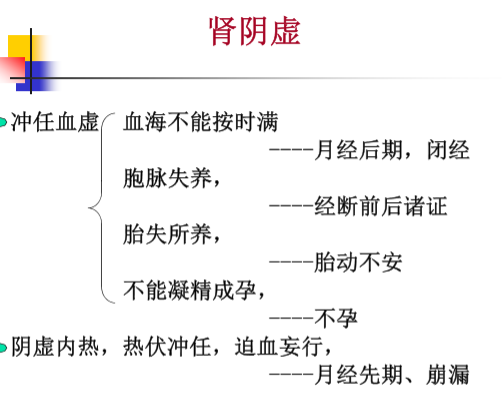 肾阴虚
冲任血虚 血海不能按时满
----月经后期，闭经
胞脉失养，
----经断前后诸证
胎失所养，
----胎动不安
不能凝精成孕，
----不孕
阴虚内热，热伏冲任，迫血妄行，
----月经先期、崩漏